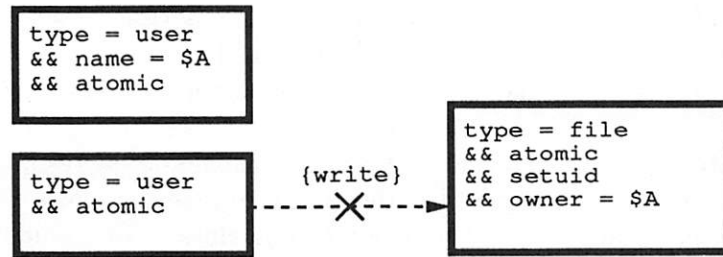 type = user
&& name = $A
&& atomic
type = user
&& atomic
{write}
type = file
&& atomic
&& setuid
&& owner = $A